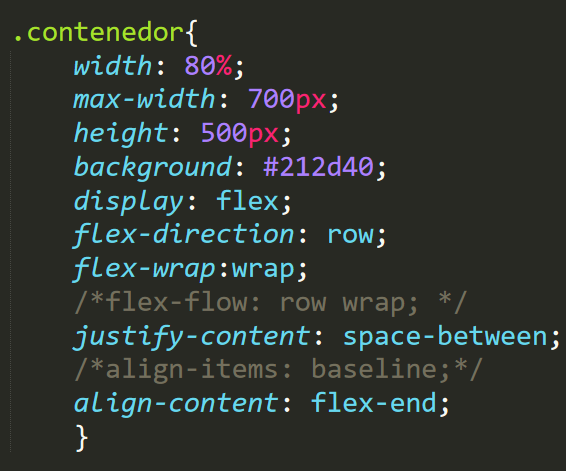 .contenedor{
width: 80%;
max-width: 700px;
height: 500px;
background: #212d40;
display: flex;
flex-direction: row;
flex-wrap:wrap;
/*flex-flow: row wrap; */
justify-content: space-between;
/*align-items: baseline;*/
align-content: flex-end;
}